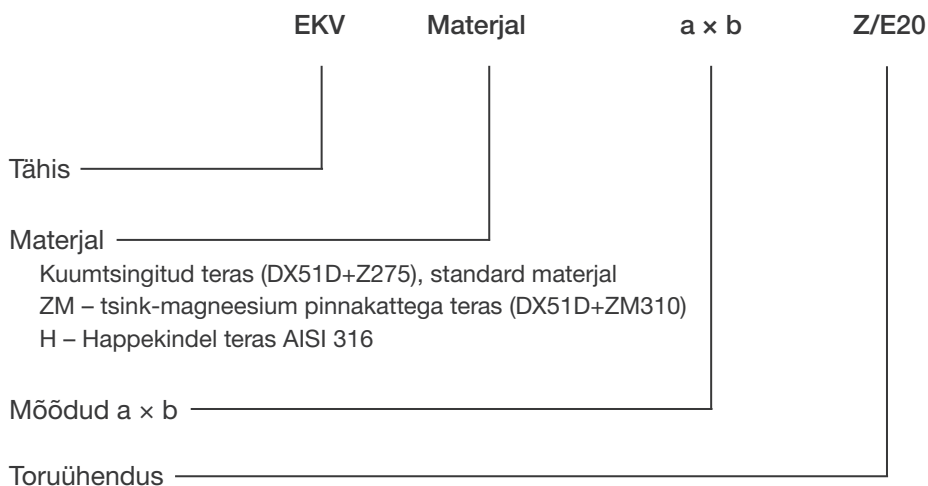 EKV Materjal a × b Z/E20
Tähis
Materjal
Kuumtsingitud teras (DX51D+Z275), standard materjal
ZM – tsink-magneesium pinnakattega teras (DX51D+ZM310)
H – Happekindel teras AISI 316
Mõõdud a × b
Toruühendus